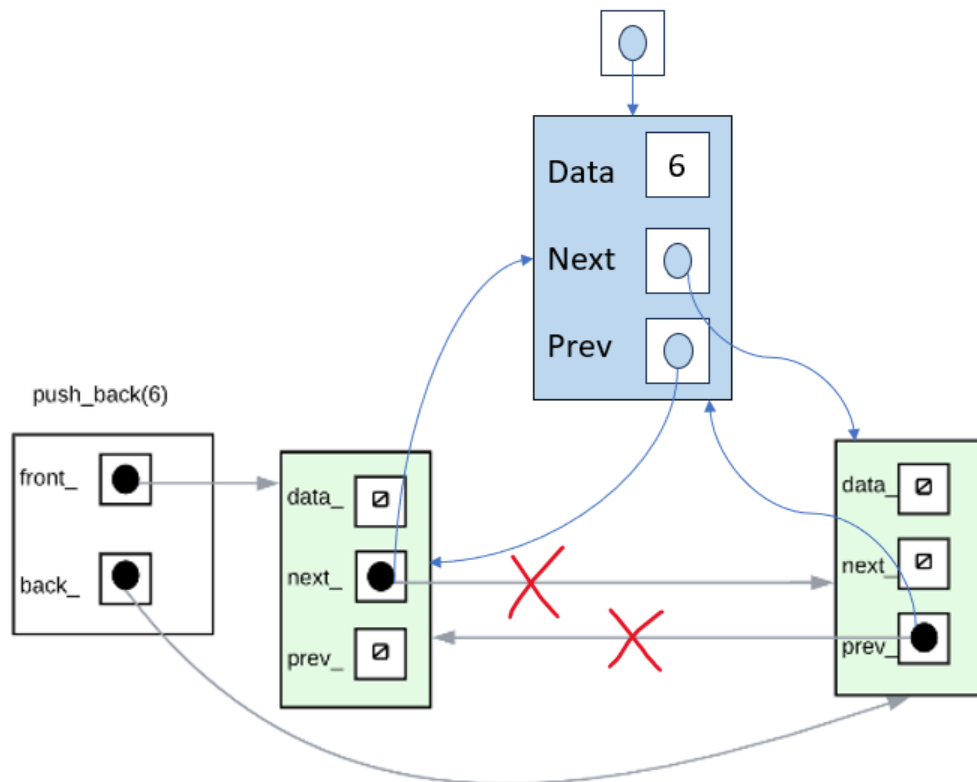 Data 6
Next
Prev
push_back(6)
front_
back_
data_
next_
prev_
data_
next_
prev_